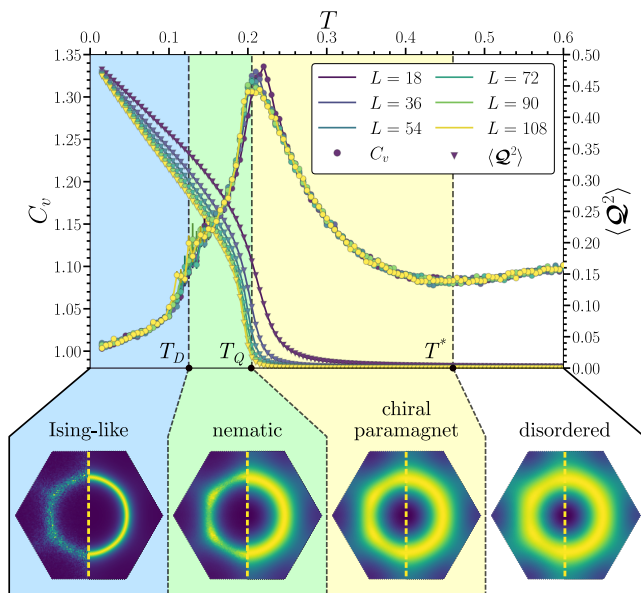 T
0.0 0.1 0.2 0.3 0.4 0.5 0.6
1.35
1.30
1.25
1.20
1.15
1.10
1.05
1.00
C_v
0.50
0.45
0.40
0.35
0.30
0.25
0.20
0.15
0.10
0.05
0.00
⟨𝓠²⟩
L = 18 L = 72
L = 36 L = 90
L = 54 L = 108
C_v ⟨𝓠²⟩
T_D T_Q T*
Ising-like nematic chiral paramagnet disordered